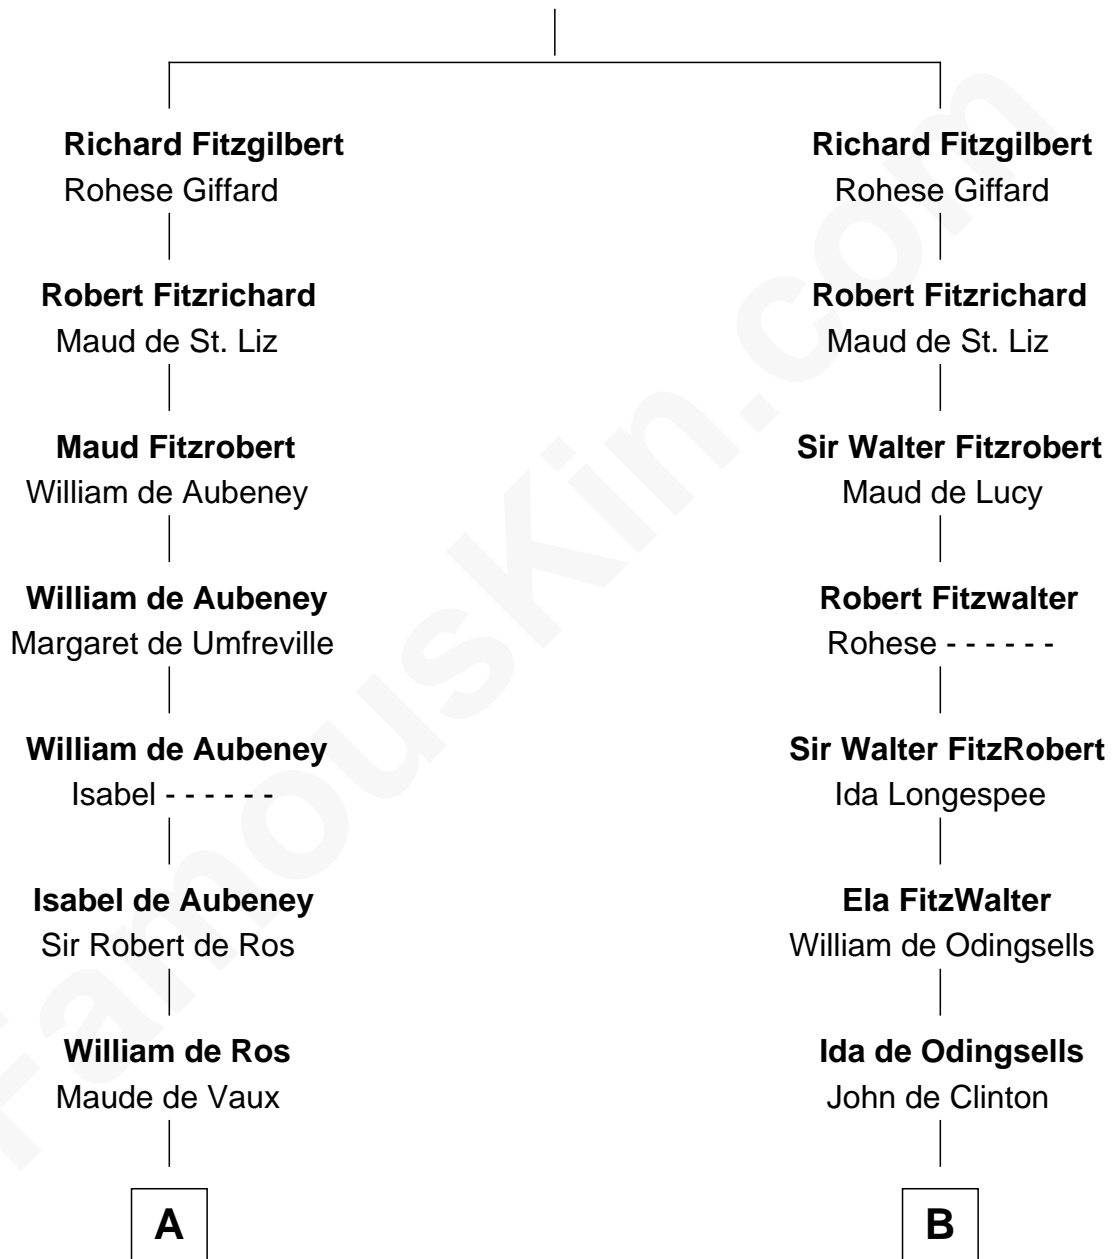 Richard Fitzgilbert
Rohese Giffard
Robert Fitzrichard
Maud de St. Liz
Maud Fitzrobert
William de Aubeney
William de Aubeney
Margaret de Umfreville
William de Aubeney
Isabel - - - - - -
Isabel de Aubeney
Sir Robert de Ros
William de Ros
Maude de Vaux
A
Richard Fitzgilbert
Rohese Giffard
Robert Fitzrichard
Maud de St. Liz
Sir Walter Fitzrobert
Maud de Lucy
Robert Fitzwalter
Rohese - - - - - -
Sir Walter FitzRobert
Ida Longespee
Ela FitzWalter
William de Odingsells
Ida de Odingsells
John de Clinton
B
FamousKin.com